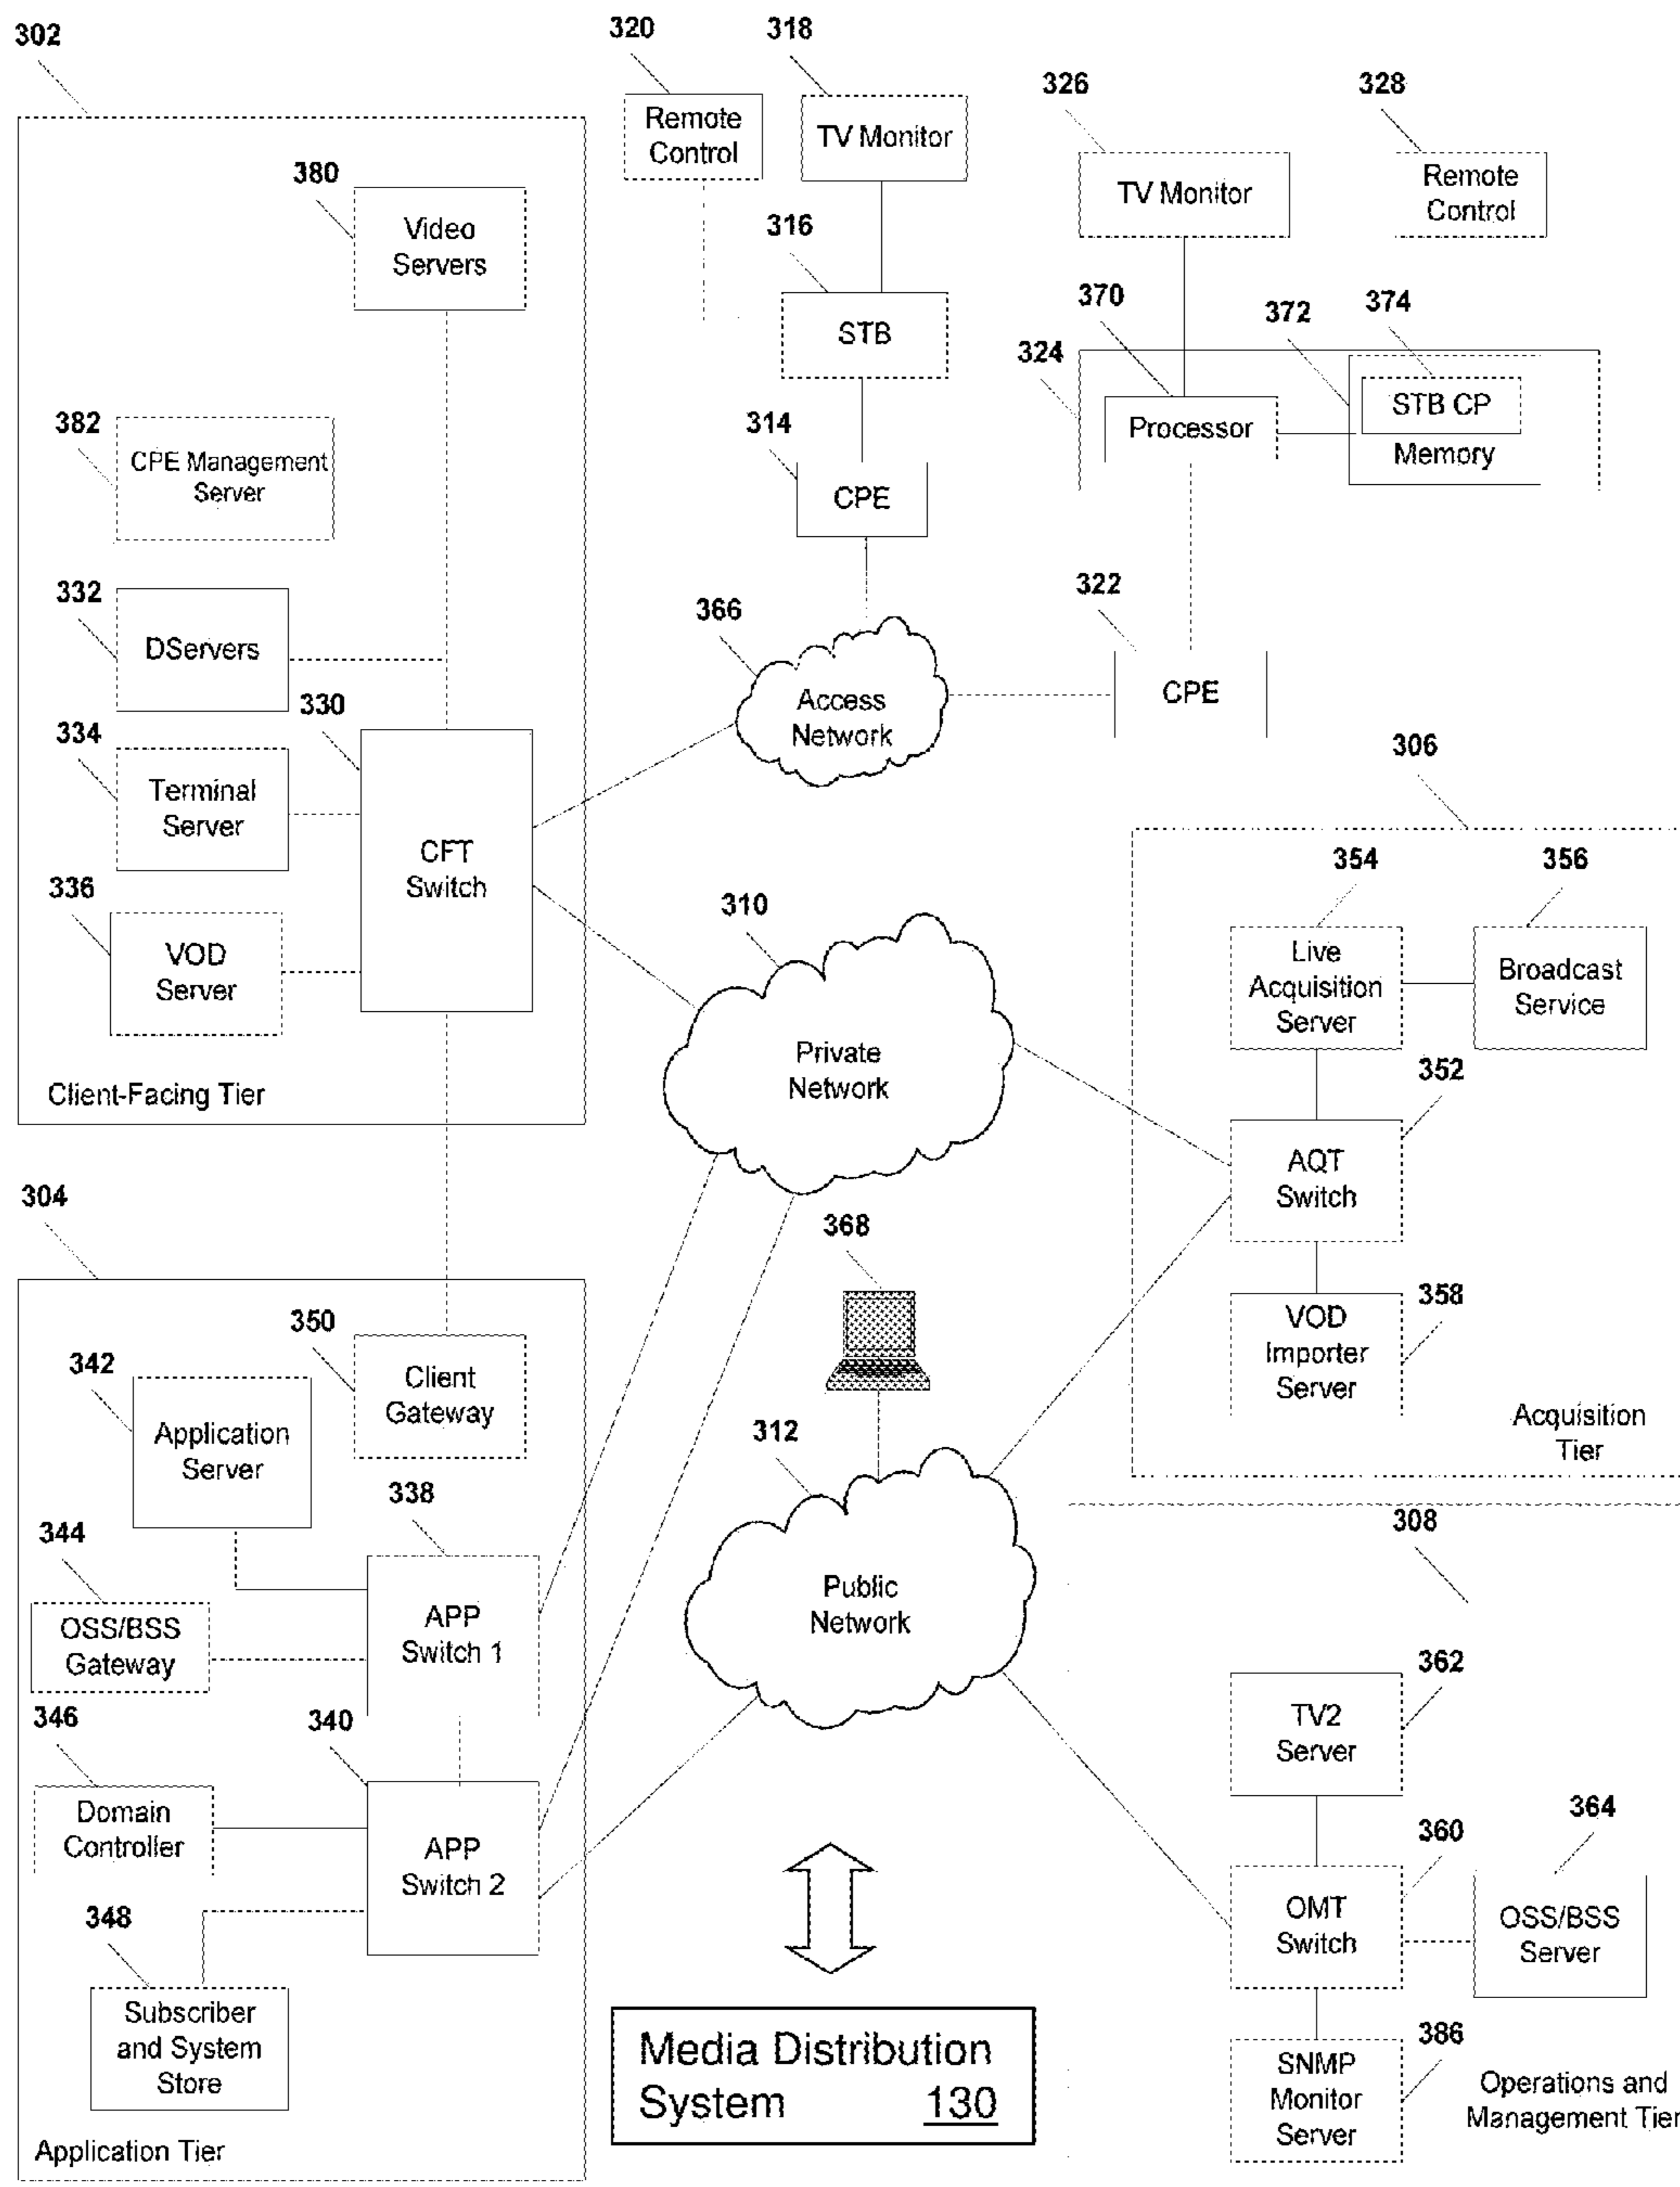 302
320
318
326
328
Remote
Control
TV Monitor
TV Monitor
Remote
Control
380
Video
Servers
316
STB
370
372
374
324
STB CP
Processor
Memory
382
CPE Management
Server
314
CPE
332
DServers
366
322
Access
Network
CPE
330
334
Terminal
Server
306
CFT
Switch
336
VOD
Server
310
354
356
Live
Acquisition
Server
Broadcast
Service
Private
Network
352
Client-Facing Tier
AQT
Switch
304
368
358
VOD
Importer
Server
350
342
Client
Gateway
Application
Server
312
Acquisition
Tier
338
344
308
APP
Switch 1
OSS/BSS
Gateway
Public
Network
362
TV2
Server
346
340
Domain
Controller
APP
Switch 2
360
364
348
OMT
Switch
OSS/BSS
Server
Subscriber
and System
Store
386
SNMP
Monitor
Server
Media Distribution
System 130
Operations and
Management Tier
Application Tier